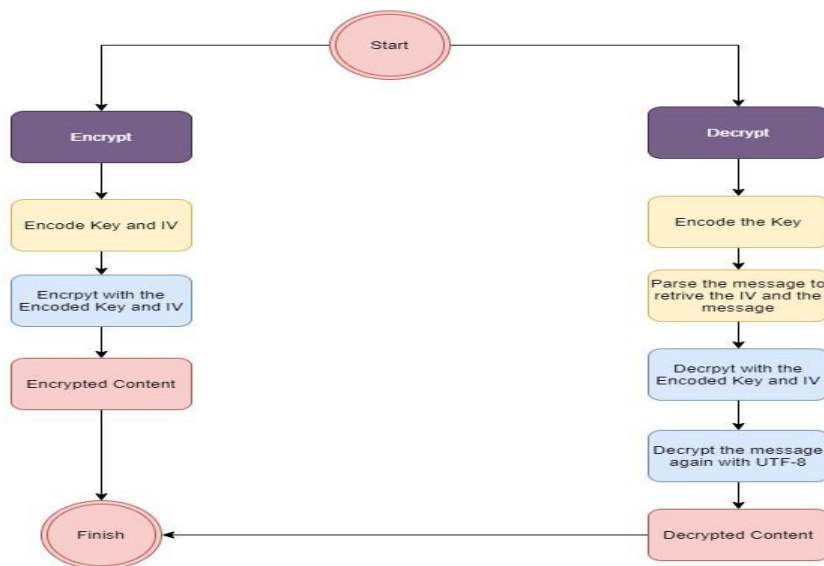 Start
Encrypt
Encode Key and IV
Encrpyt with the
Encoded Key and IV
Encrypted Content
Finish
Decrypt
Encode the Key
Parse the message to
retrive the IV and the
message
Decrpyt with the
Encoded Key and IV
Decrypt the message
again with UTF-8
Decrypted Content